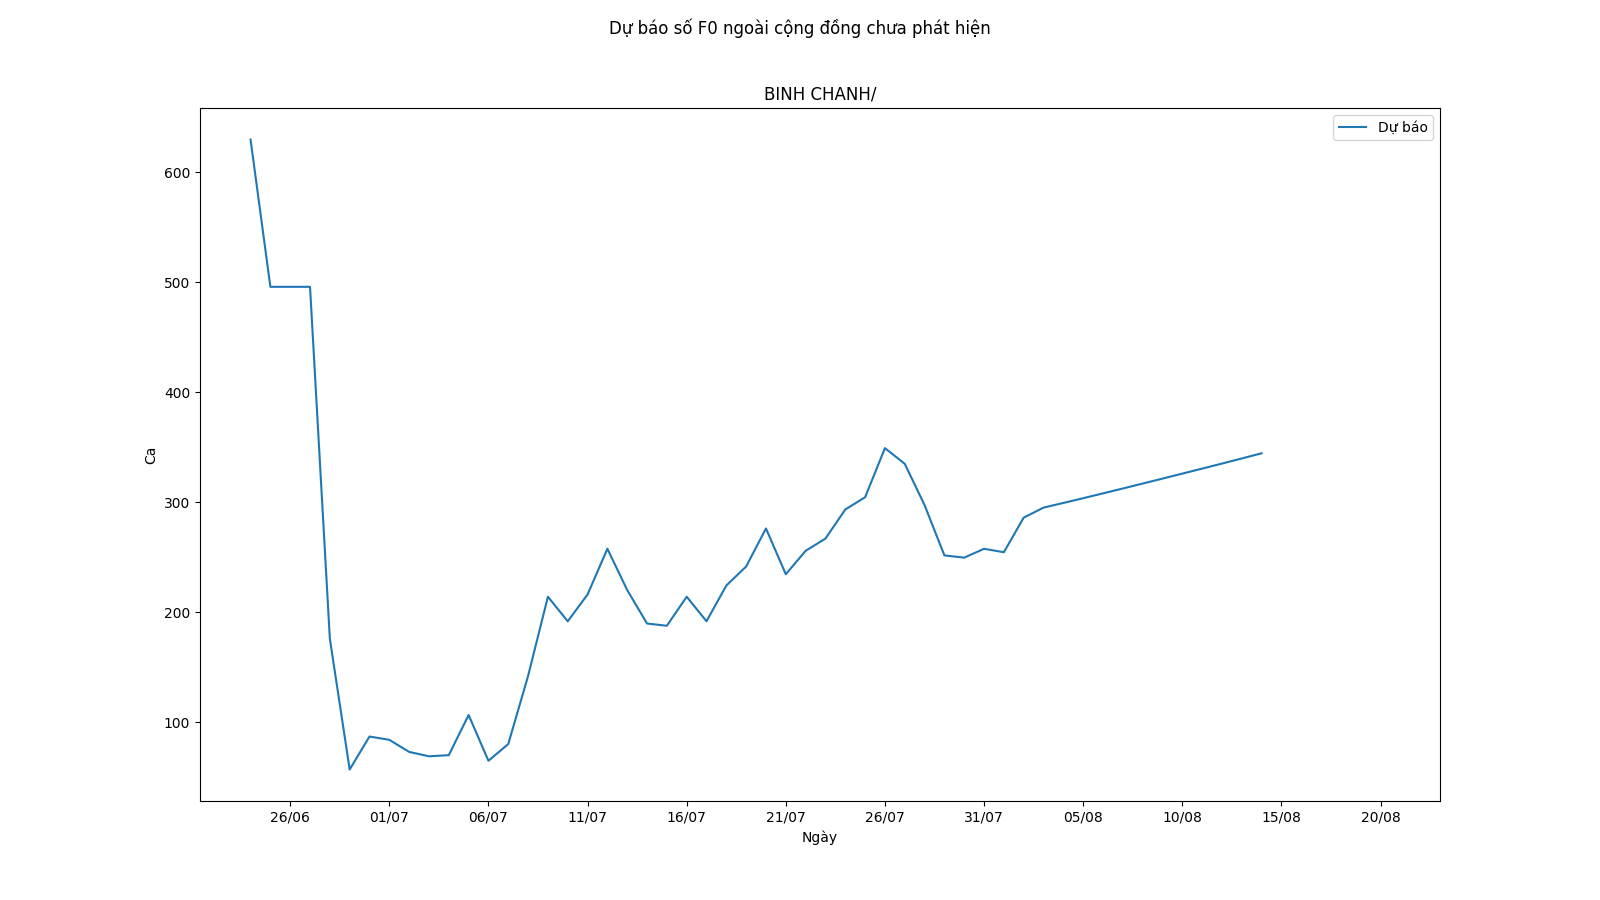 Dự báo số F0 ngoài cộng đồng chưa phát hiện
BINH CHANH/
Dự báo
600
500
400
300
200
100
Ca
26/06 01/07 06/07 11/07 16/07 21/07 26/07 31/07 05/08 10/08 15/08 20/08
Ngày